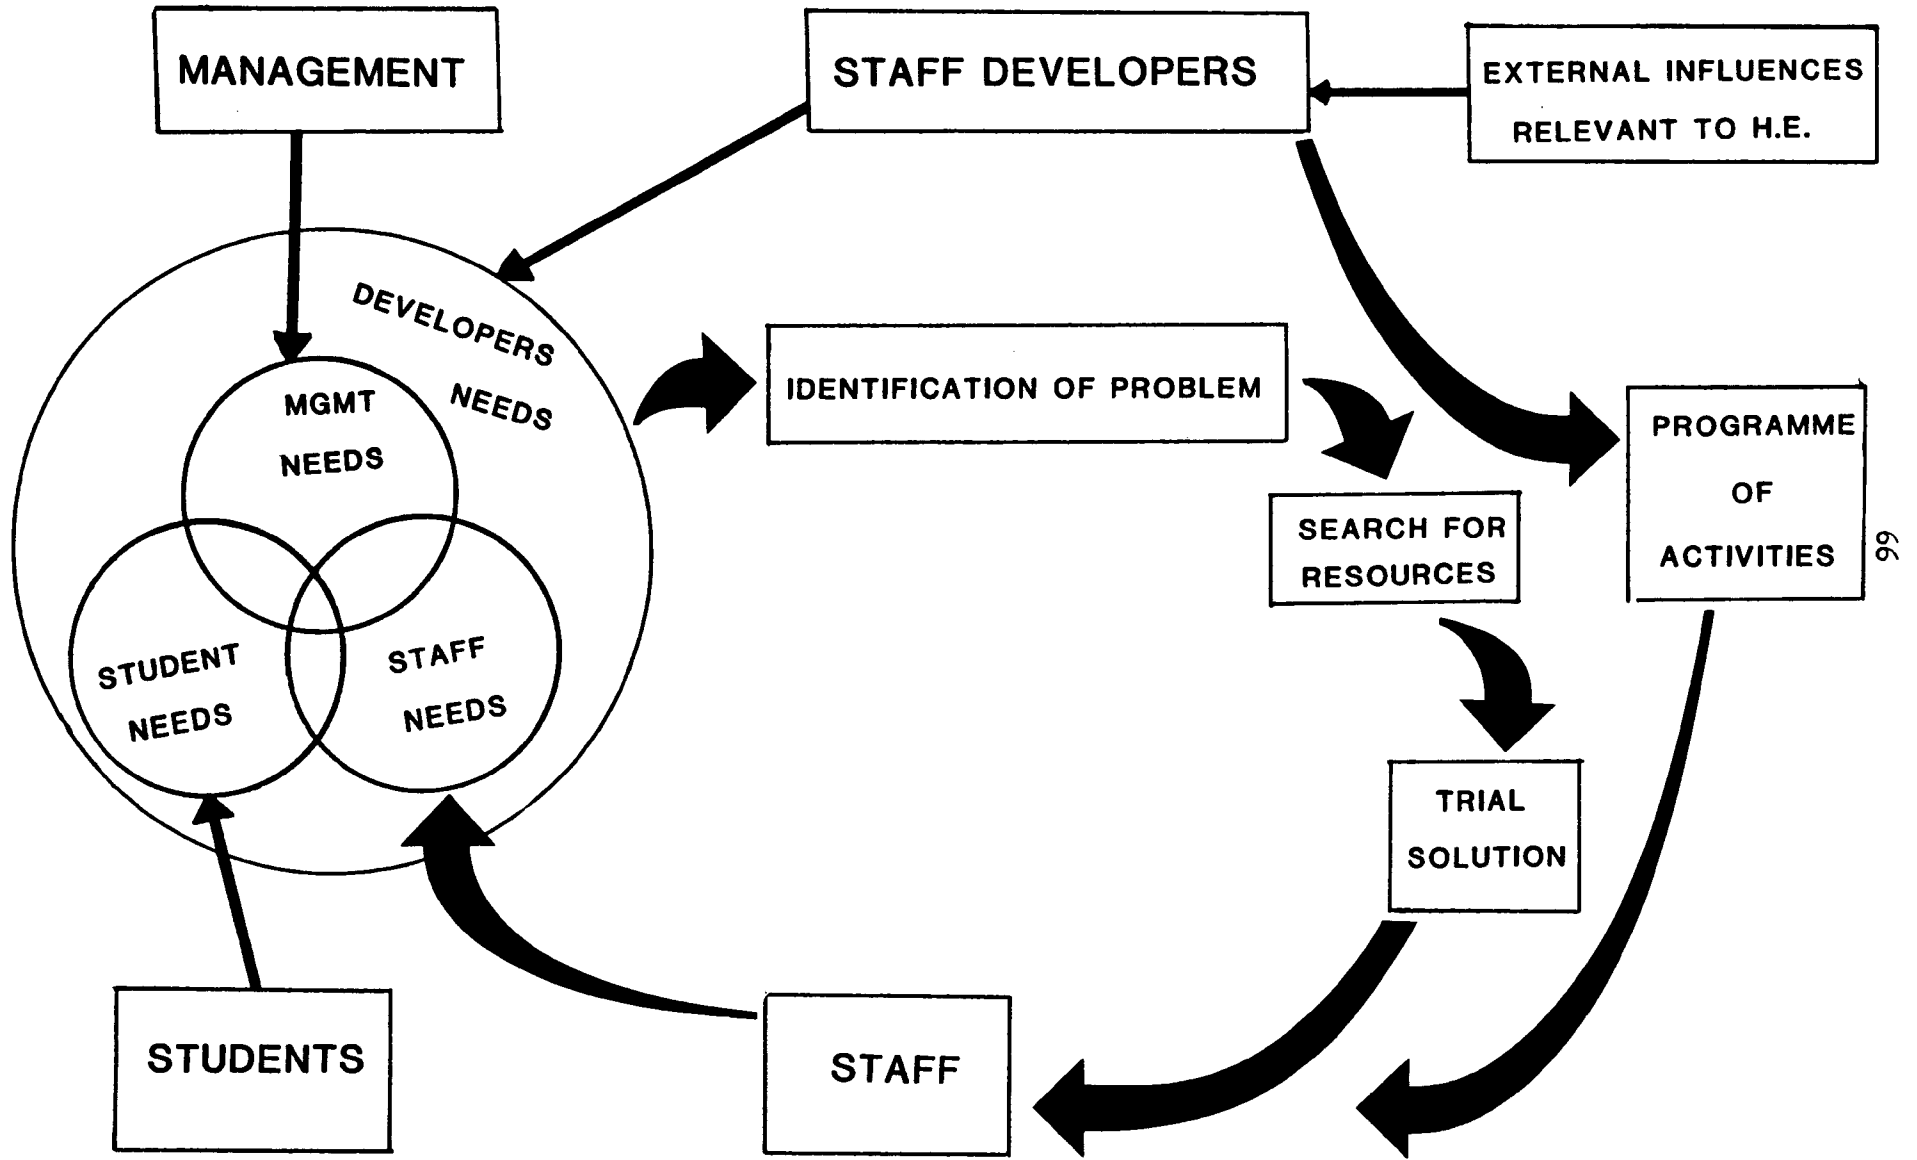 MANAGEMENT
STAFF DEVELOPERS
EXTERNAL INFLUENCES
RELEVANT TO H.E.
DEVELOPERS
NEEDS
MGMT
NEEDS
IDENTIFICATION OF PROBLEM
PROGRAMME
OF
ACTIVITIES
SEARCH FOR
RESOURCES
STUDENT
NEEDS
STAFF
NEEDS
TRIAL
SOLUTION
STUDENTS
STAFF
99